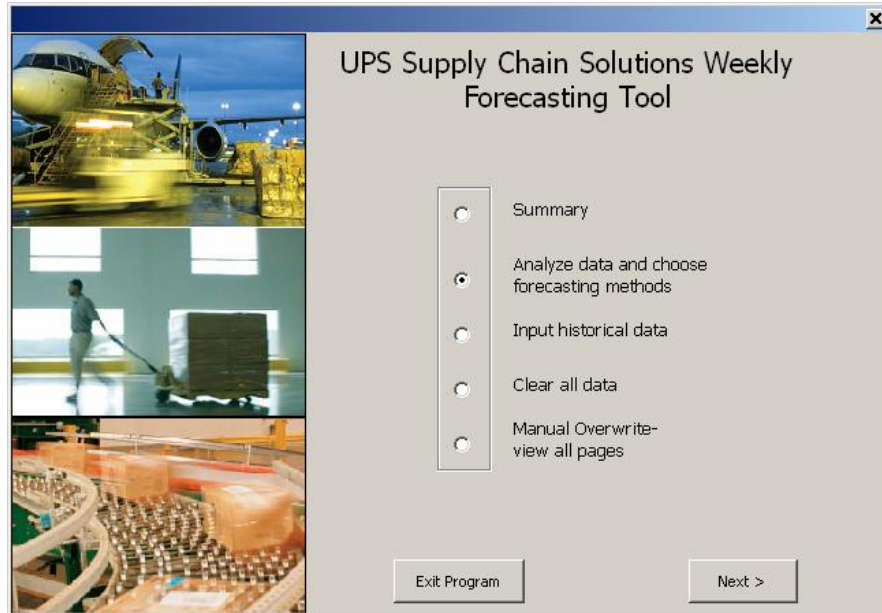 UPS Supply Chain Solutions Weekly
Forecasting Tool
Summary
Analyze data and choose
forecasting methods
Input historical data
Clear all data
Manual Overwrite-
view all pages
Exit Program
Next >